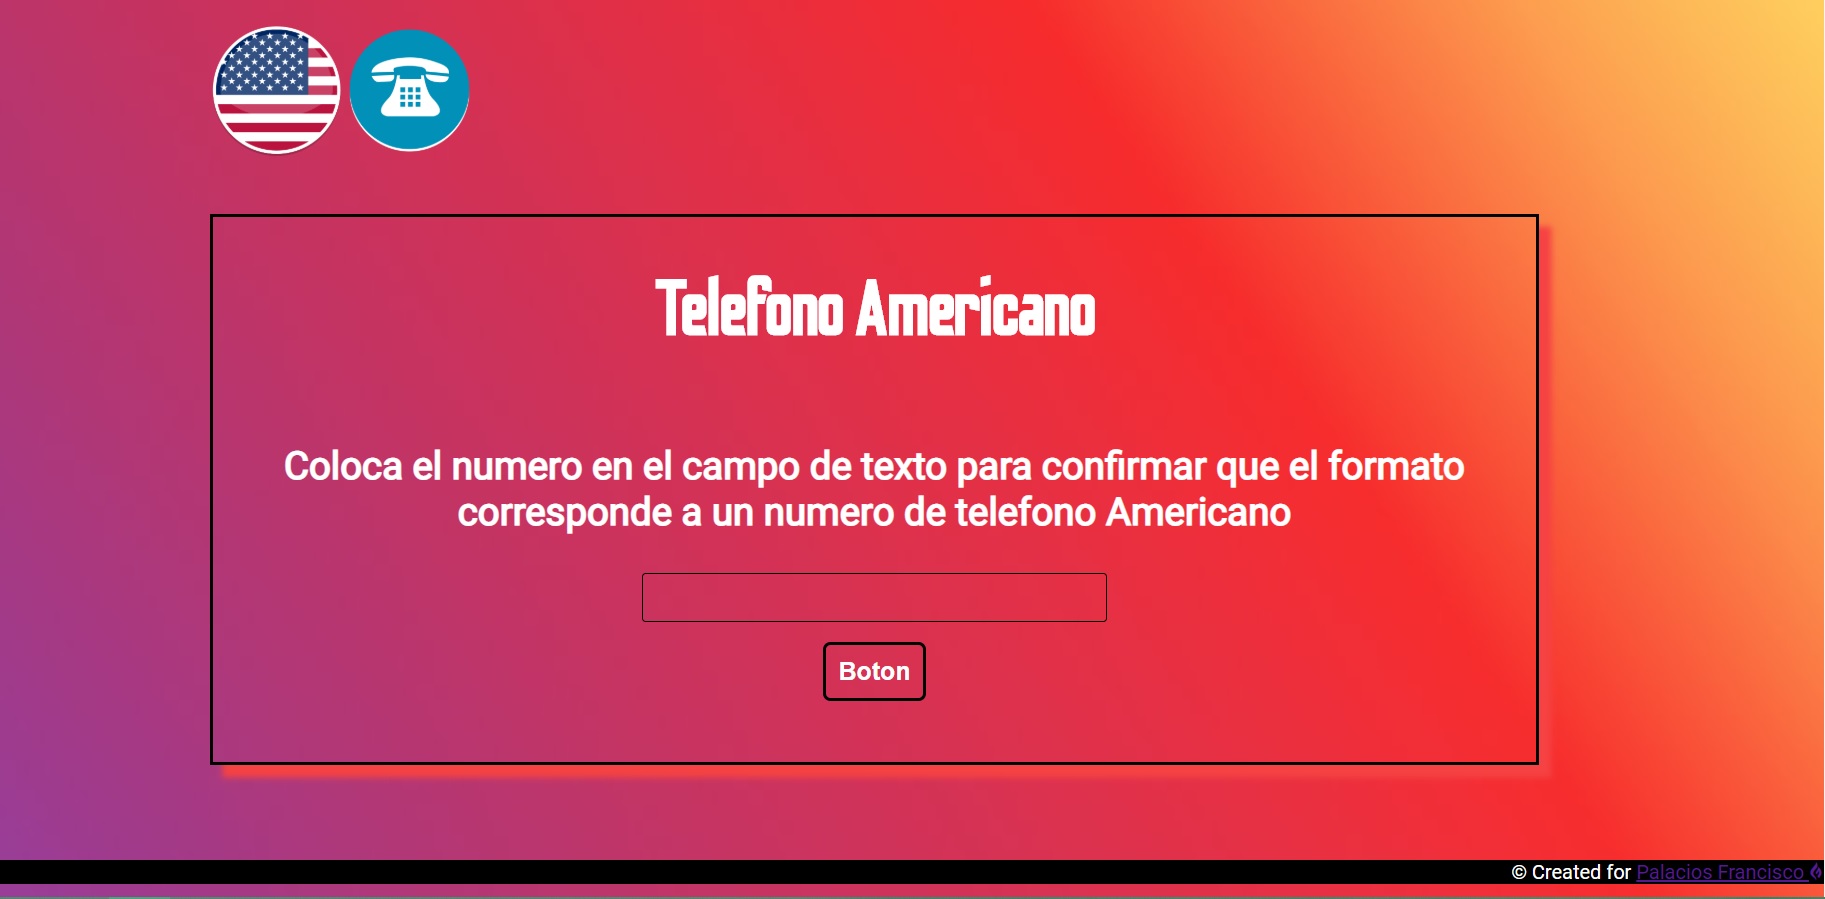 Telefono Americano
Coloca el numero en el campo de texto para confirmar que el formato
corresponde a un numero de telefono Americano
Boton
© Created for Palacios Francisco